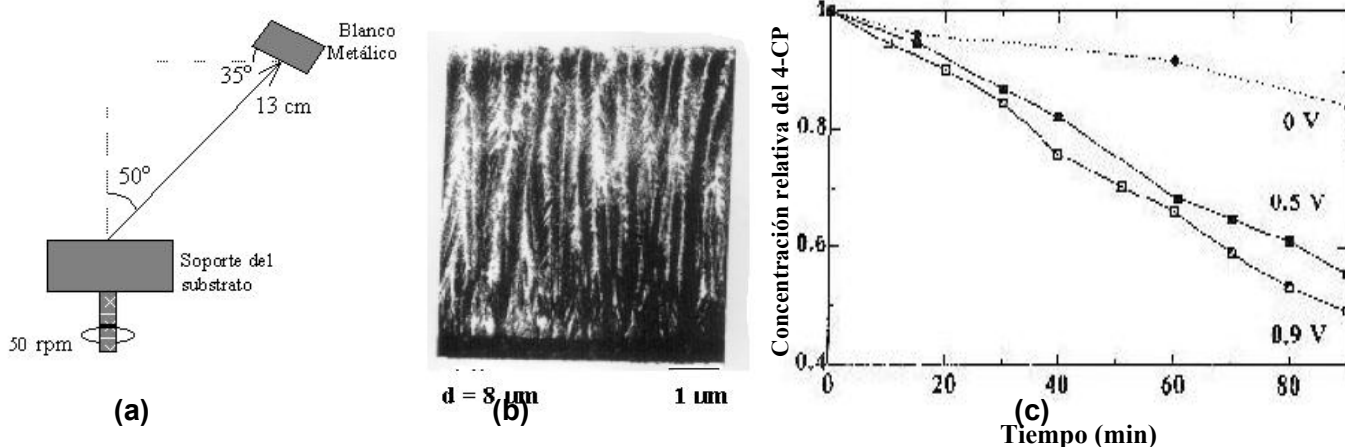 Blanco
Metálico
35º
13 cm
50º
Soporte del
substrato
50 rpm
(a)
d = 8 µm
1 µm
(b)
Concentración relativa del 4-CP
1
0.8
0.6
0.4
0 V
0.5 V
0.9 V
0
20
40
60
80
(c)
Tiempo (min)